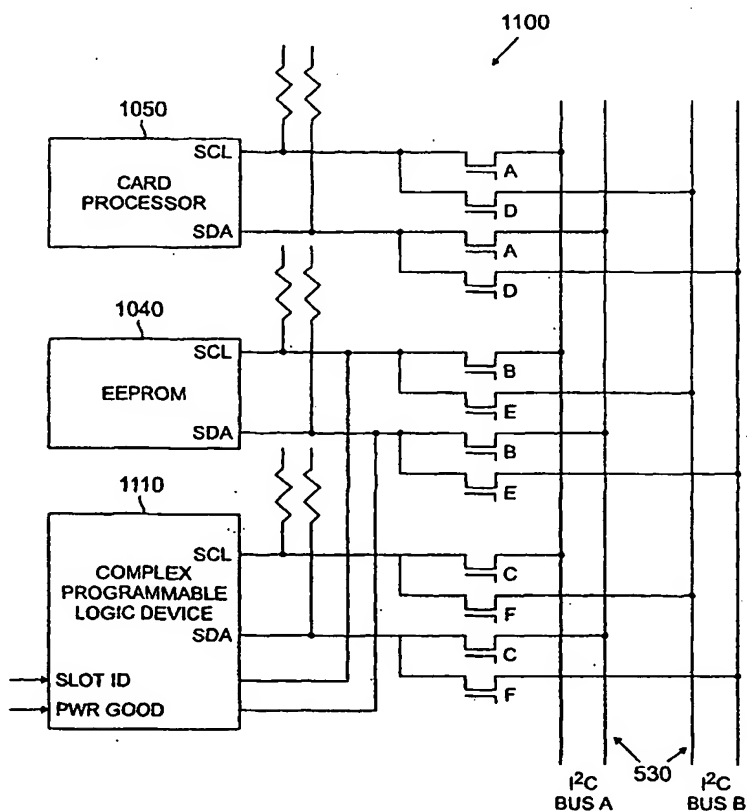 1100
1050
SCL
CARD
PROCESSOR
SDA
A
D
A
D
1040
SCL
EEPROM
SDA
B
E
B
E
1110
SCL
COMPLEX
PROGRAMMABLE
LOGIC DEVICE
SDA
SLOT ID
PWR GOOD
C
F
C
F
530
I²C
BUS A
I²C
BUS B